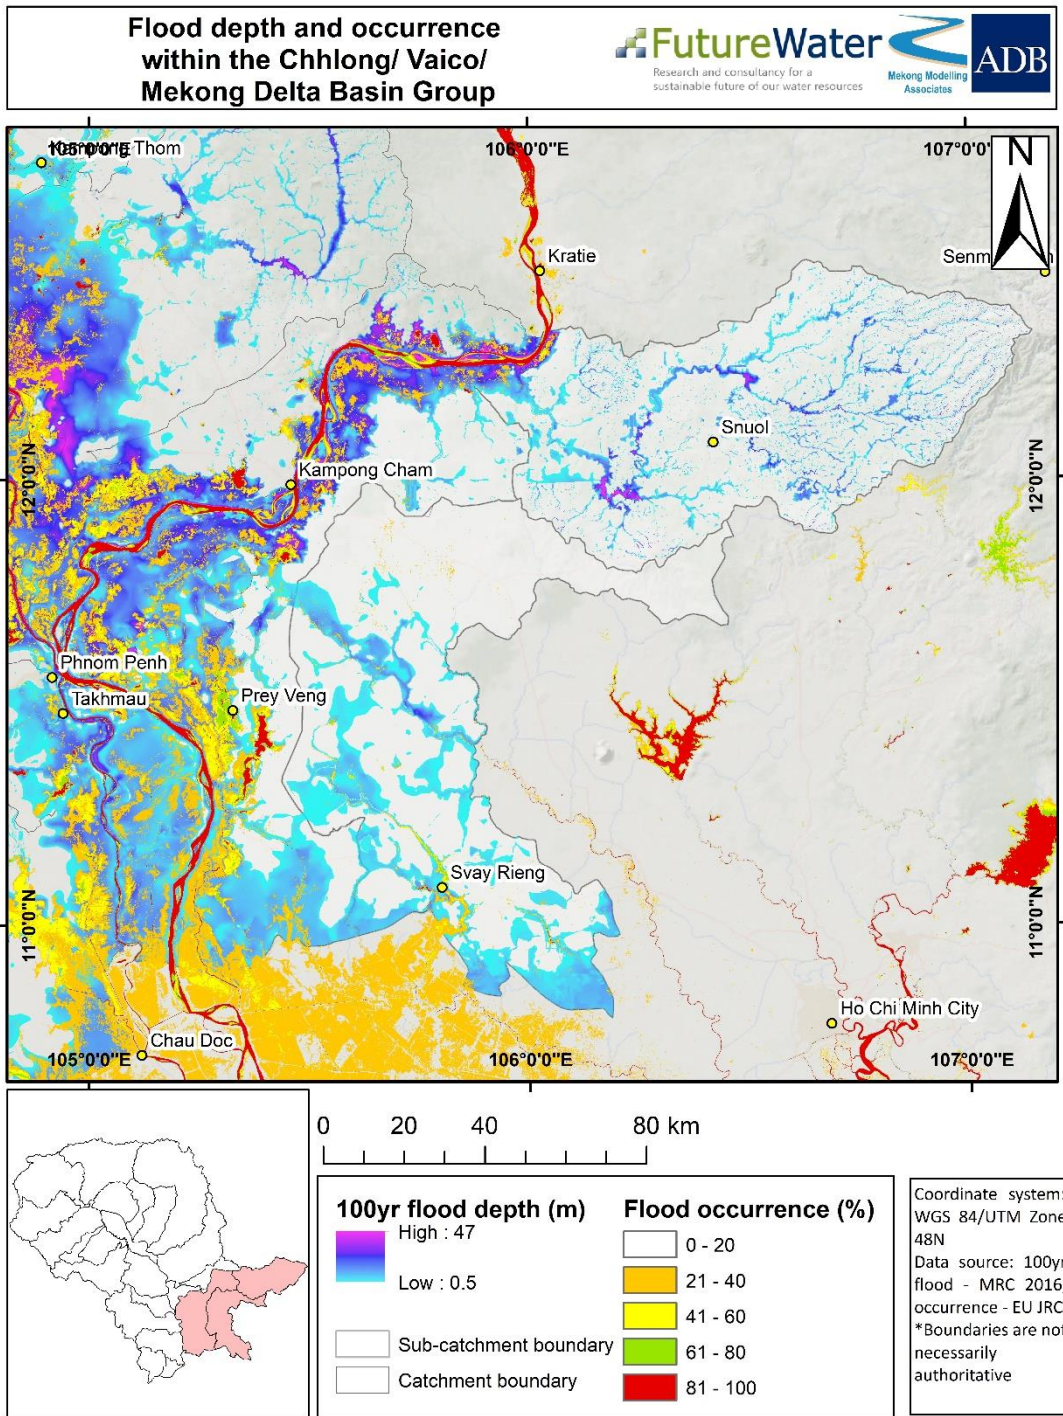 Flood depth and occurrence
within the Chhlong/ Vaico/
Mekong Delta Basin Group
FutureWater
Research and consultancy for a
sustainable future of our water resources
Mekong Modelling
Associates
ADB
105°0'0"E
106°0'0"E
107°0'
Kampong Thom
N
Kratie
Senm
Snuol
Kampong Cham
12°0'0"N
12°0'0"N
Phnom Penh
Takhmau
Prey Veng
Svay Rieng
11°0'0"N
11°0'0"N
Ho Chi Minh City
Chau Doc
105°0'0"E
106°0'0"E
107°0'0"E
0 20 40 80 km
100yr flood depth (m)
High : 47
Low : 0.5
Sub-catchment boundary
Catchment boundary
Flood occurrence (%)
0 - 20
21 - 40
41 - 60
61 - 80
81 - 100
Coordinate system:
WGS 84/UTM Zone
48N
Data source: 100yr
flood - MRC 2016,
occurrence - EU JRC
*Boundaries are not
necessarily
authoritative